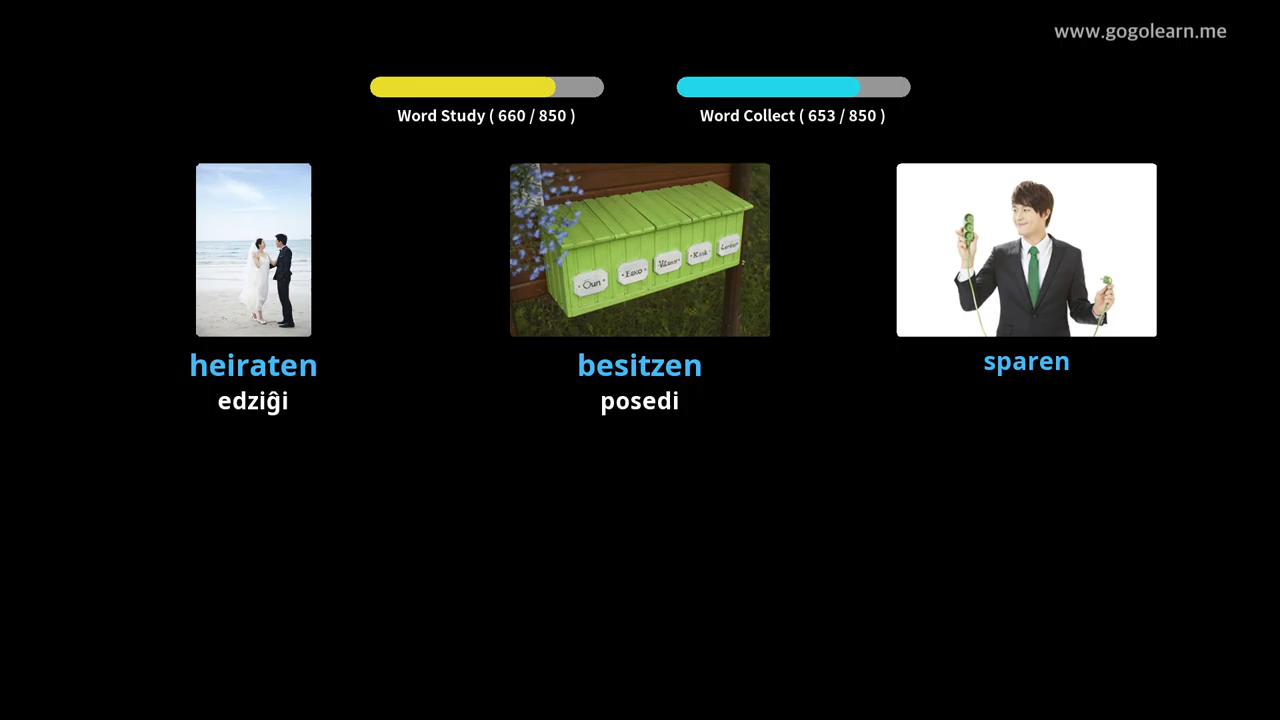 www.gogolearn.me
Word Study ( 660 / 850 )
Word Collect ( 653 / 850 )
heiraten
edziĝi
besitzen
posedi
sparen